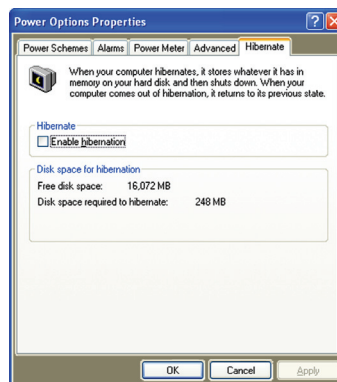 Power Options Properties
Power Schemes Alarms Power Meter Advanced Hibernate
When your computer hibernates, it stores whatever it has in
memory on your hard disk and then shuts down. When your
computer comes out of hibernation, it returns to its previous state.
Hibernate
Enable hibernation
Disk space for hibernation
Free disk space: 16,072 MB
Disk space required to hibernate: 248 MB
OK Cancel Apply